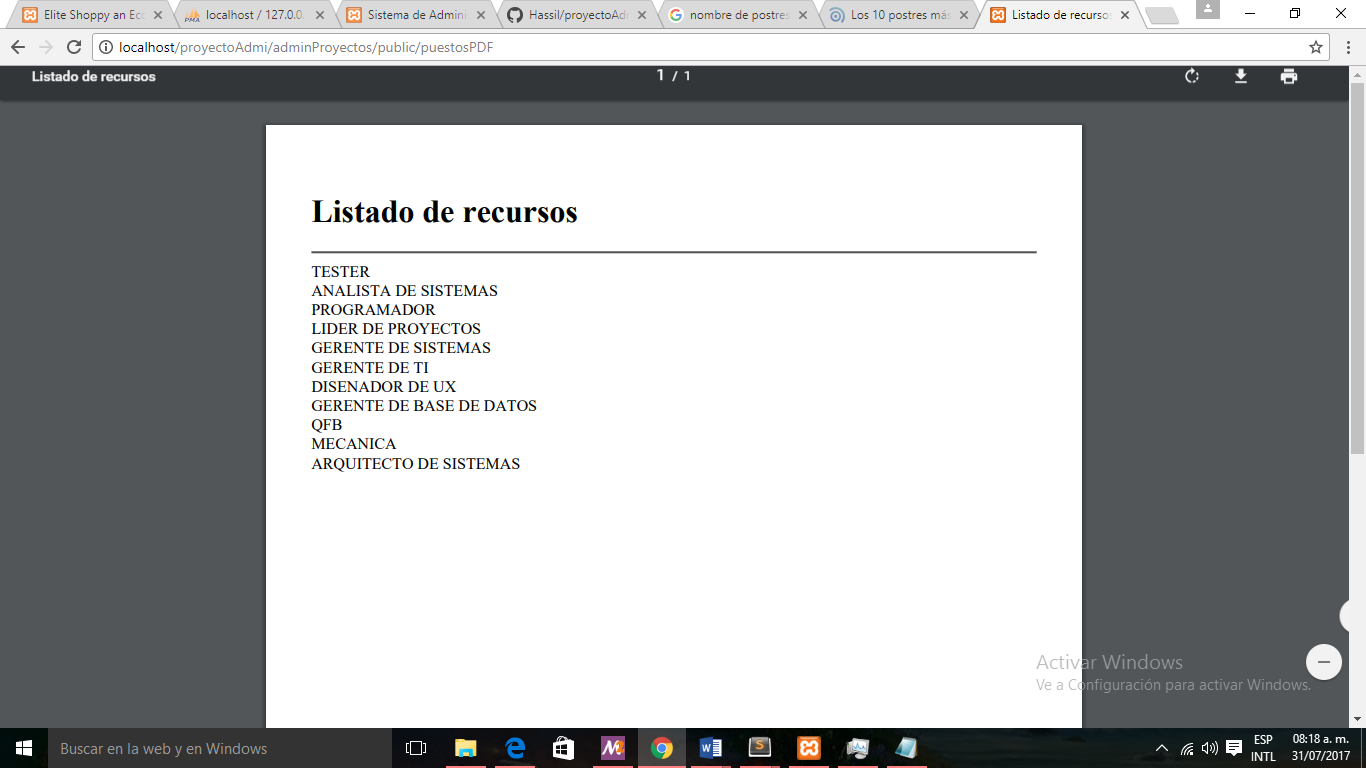 Elite Shoppy an Eco
localhost / 127.0.0.
Sistema de Admini
Hassil/proyectoAdm
nombre de postres
Los 10 postres más
Listado de recursos
localhost/proyectoAdmi/adminProyectos/public/puestosPDF
Listado de recursos
1 / 1
Listado de recursos
TESTER
ANALISTA DE SISTEMAS
PROGRAMADOR
LIDER DE PROYECTOS
GERENTE DE SISTEMAS
GERENTE DE TI
DISENADOR DE UX
GERENTE DE BASE DE DATOS
QFB
MECANICA
ARQUITECTO DE SISTEMAS
Activar Windows
Ve a Configuración para activar Windows.
Buscar en la web y en Windows
ESP
INTL
08:18 a. m.
31/07/2017